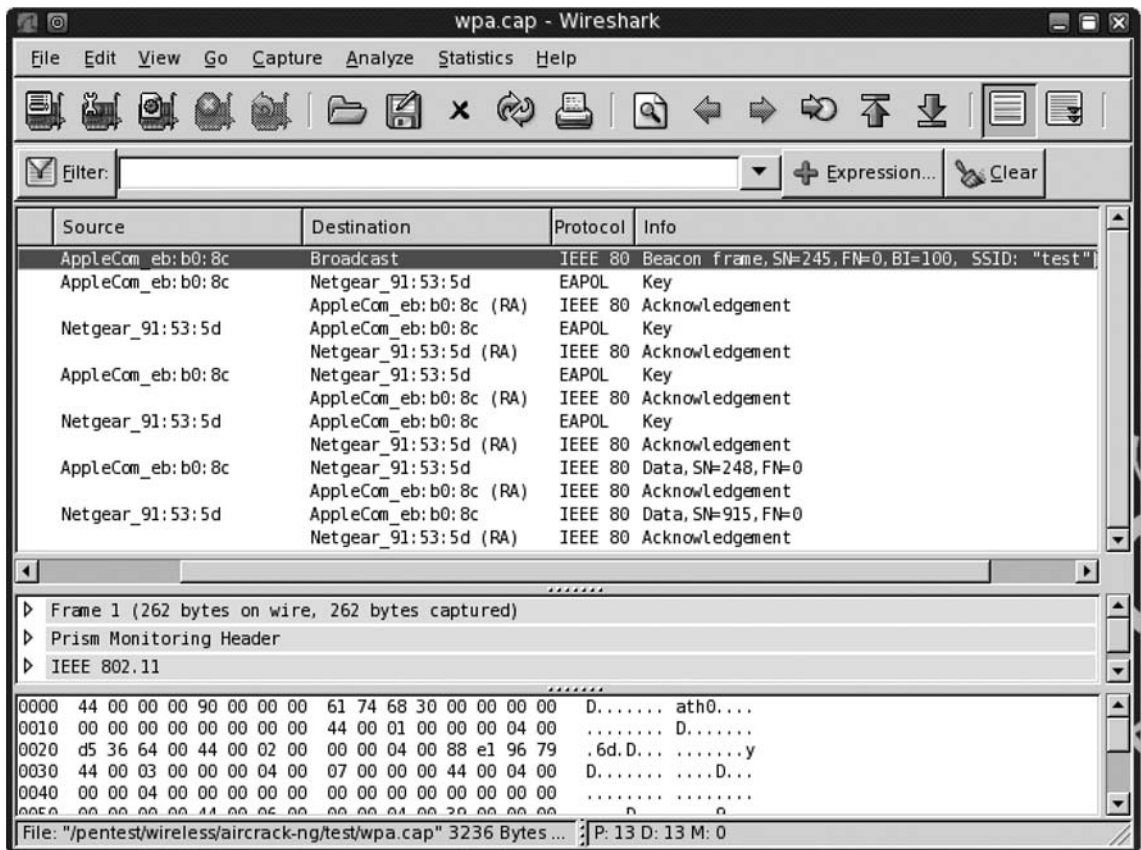 wpa.cap - Wireshark
File Edit View Go Capture Analyze Statistics Help
Filter: Expression... Clear
Source Destination Protocol Info
AppleCom_eb:b0:8c Broadcast IEEE 80 Beacon frame,SN=245,FN=0,BI=100, SSID: "test"
AppleCom_eb:b0:8c Netgear_91:53:5d EAPOL Key
AppleCom_eb:b0:8c (RA) IEEE 80 Acknowledgement
Netgear_91:53:5d AppleCom_eb:b0:8c EAPOL Key
Netgear_91:53:5d (RA) IEEE 80 Acknowledgement
AppleCom_eb:b0:8c Netgear_91:53:5d EAPOL Key
AppleCom_eb:b0:8c (RA) IEEE 80 Acknowledgement
Netgear_91:53:5d AppleCom_eb:b0:8c EAPOL Key
Netgear_91:53:5d (RA) IEEE 80 Acknowledgement
AppleCom_eb:b0:8c Netgear_91:53:5d IEEE 80 Data,SN=248,FN=0
AppleCom_eb:b0:8c (RA) IEEE 80 Acknowledgement
Netgear_91:53:5d AppleCom_eb:b0:8c IEEE 80 Data,SN=915,FN=0
Netgear_91:53:5d (RA) IEEE 80 Acknowledgement
Frame 1 (262 bytes on wire, 262 bytes captured)
Prism Monitoring Header
IEEE 802.11
0000 44 00 00 00 90 00 00 00 61 74 68 30 00 00 00 00 D....... ath0....
0010 00 00 00 00 00 00 00 00 44 00 01 00 00 00 04 00 ........ D.......
0020 d5 36 64 00 44 00 02 00 00 00 04 00 88 e1 96 79 .6d.D... .......y
0030 44 00 03 00 00 00 04 00 07 00 00 00 44 00 04 00 D....... ....D...
0040 00 00 04 00 00 00 00 00 00 00 00 00 00 00 00 00 ........ ........
File: "/pentest/wireless/aircrack-ng/test/wpa.cap" 3236 Bytes ... P: 13 D: 13 M: 0